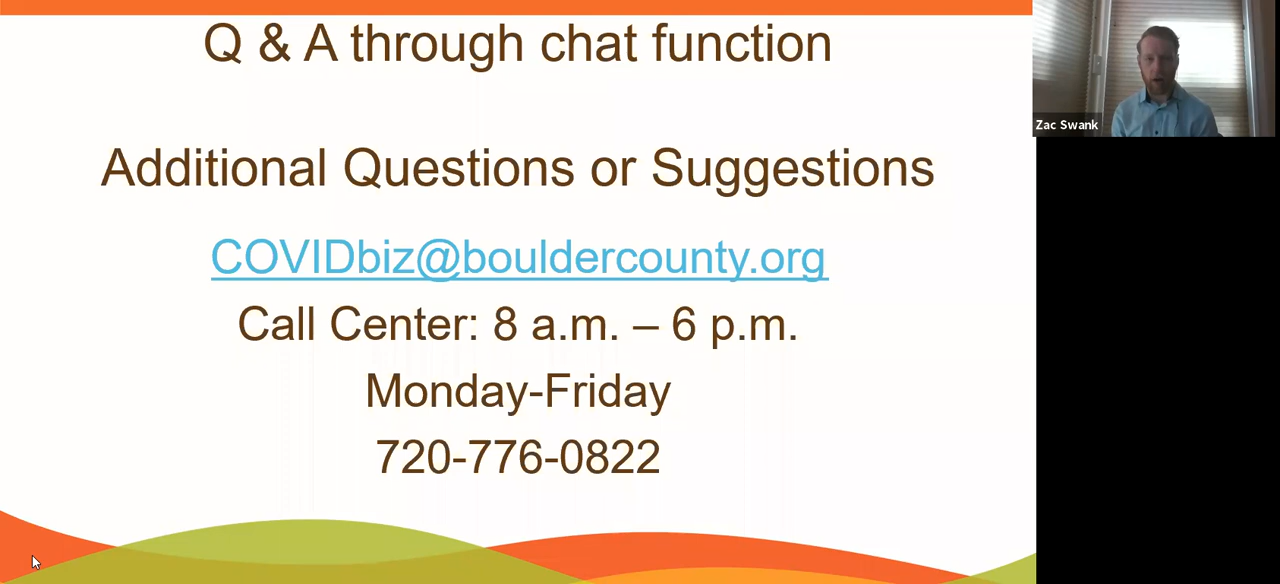 Q & A through chat function
Additional Questions or Suggestions
COVIDbiz@bouldercounty.org
Call Center: 8 a.m. – 6 p.m.
Monday-Friday
720-776-0822
Zac Swank